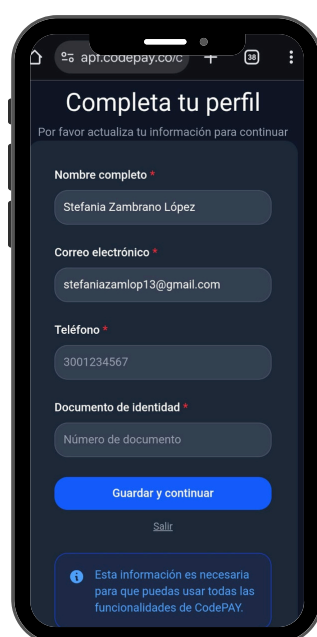 apf.codepay.co/c
38
Completa tu perfil
Por favor actualiza tu información para continuar
Nombre completo *
Stefania Zambrano López
Correo electrónico *
stefaniazamlop13@gmail.com
Teléfono *
3001234567
Documento de identidad *
Número de documento
Guardar y continuar
Salir
Esta información es necesaria
para que puedas usar todas las
funcionalidades de CodePAY.